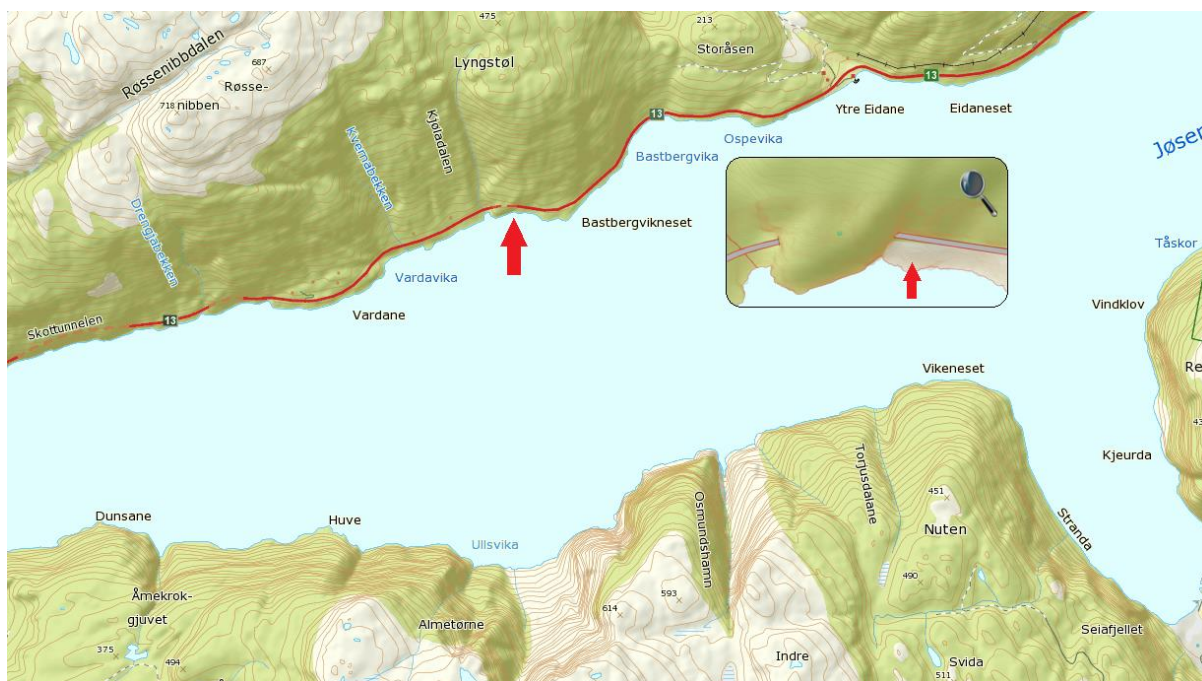 475
213
Storåsen
Røssenibbdalen
Lyngstøl
687
Røsse-
nibben
718
13
Ytre Eidane
Eidaneset
13
Kjøladalen
Kvernabekken
Ospevika
Bastbergvika
Jøsen
Drengjabekken
Bastbergvikneset
Tåskor
Vardavika
Vindklov
Vardane
13
Skottunnelen
Re
Vikeneset
43
Kjeurda
Torjusdalane
Osmundshamn
451
Stranda
Dunsane
Huve
Nuten
Ullsvika
490
Åmekrok-
gjuvet
593
614
Almetørne
Seiafjellet
375
494
Indre
Svida
511